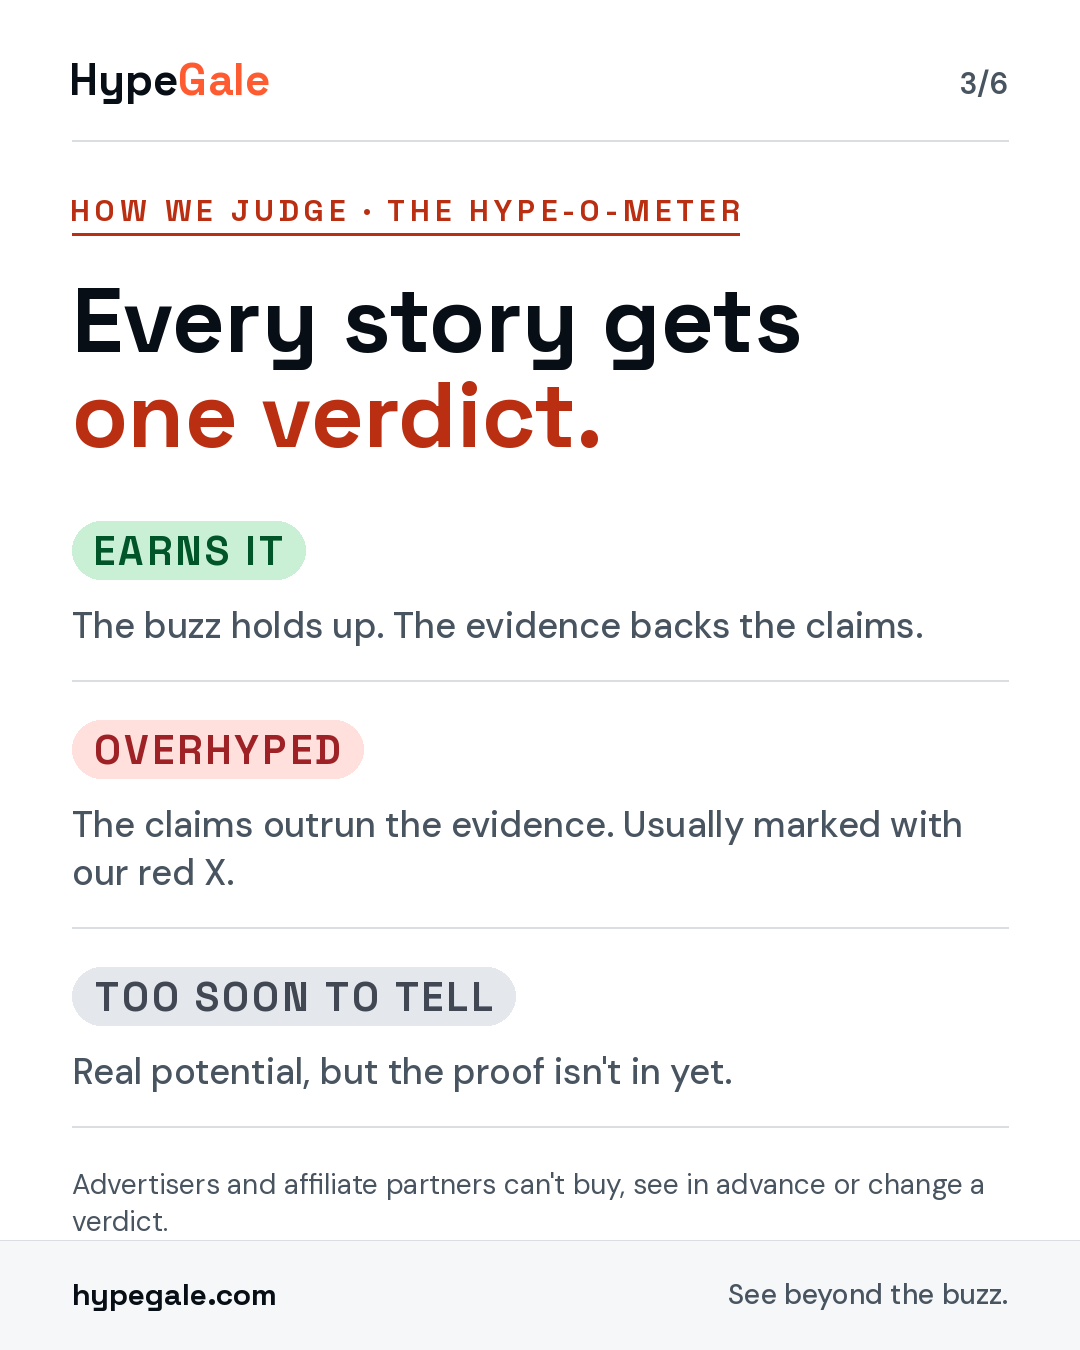 HypeGale
3/6
HOW WE JUDGE · THE HYPE-O-METER
Every story gets
one verdict.
EARNS IT
The buzz holds up. The evidence backs the claims.
OVERHYPED
The claims outrun the evidence. Usually marked with
our red X.
TOO SOON TO TELL
Real potential, but the proof isn't in yet.
Advertisers and affiliate partners can't buy, see in advance or change a
verdict.
hypegale.com
See beyond the buzz.